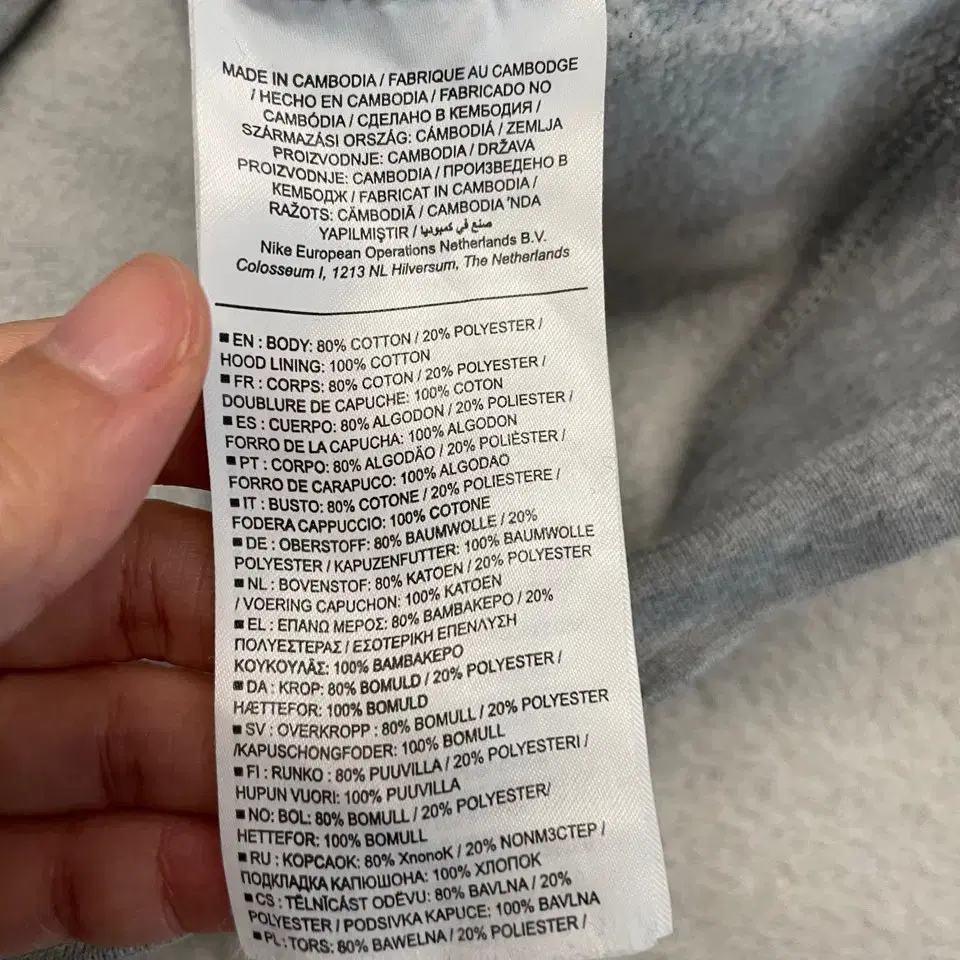 MADE IN CAMBODIA / FABRIQUE AU CAMBODGE
/ HECHO EN CAMBODIA / FABRICADO NO
CAMBÓDIA / СДЕЛАНО В КЕМБОДИЯ /
SZÁRMAZÁSI ORSZÁG: CÁMBODIÁ / ZEMLJA
PROIZVODNJE: CAMBODIA / DRŽAVA
PROIZVODNJE: CAMBODIA / ПРОИЗВЕДЕНО В
КЕМБОДЖ / FABRICAT IN CAMBODIA /
RAŽOTS: CĂMBODIĂ / CAMBODIA 'NDA
YAPILMIŞTIR / صنع في كمبوديا
Nike European Operations Netherlands B.V.
Colosseum I, 1213 NL Hilversum, The Netherlands
■ EN : BODY: 80% COTTON / 20% POLYESTER /
HOOD LINING: 100% COTTON
■ FR : CORPS: 80% COTON / 20% POLYESTER /
DOUBLURE DE CAPUCHE: 100% COTON
■ ES : CUERPO: 80% ALGODON / 20% POLIESTER /
FORRO DE LA CAPUCHA: 100% ALGODON
■ PT : CORPO: 80% ALGODÃO / 20% POLIÉSTER /
FORRO DE CARAPUCO: 100% ALGODAO
■ IT : BUSTO: 80% COTONE / 20% POLIESTERE /
FODERA CAPPUCCIO: 100% COTONE
■ DE : OBERSTOFF: 80% BAUMWOLLE / 20%
POLYESTER / KAPUZENFUTTER: 100% BAUMWOLLE
■ NL : BOVENSTOF: 80% KATOEN / 20% POLYESTER
/ VOERING CAPUCHON: 100% KATOEN
■ EL : ΕΠΑΝΩ ΜΕΡΟΣ: 80% ΒΑΜΒΑΚΕΡΟ / 20%
ΠΟΛΥΕΣΤΕΡΑΣ / ΕΣΟΤΕΡΙΚΗ ΕΠΕΝΛΥΣΗ
ΚΟΥΚΟΥΛΑΣ: 100% ΒΑΜΒΑΚΕΡΟ
■ DA : KROP: 80% BOMULD / 20% POLYESTER /
HÆTTEFOR: 100% BOMULD
■ SV : OVERKROPP : 80% BOMULL / 20% POLYESTER
/KAPUSCHONGFODER: 100% BOMULL
■ FI : RUNKO : 80% PUUVILLA / 20% POLYESTERI /
HUPUN VUORI: 100% PUUVILLA
■ NO: BOL: 80% BOMULL / 20% POLYESTER/
HETTEFOR: 100% BOMULL
■ RU : КОРСАОК: 80% XnonoK / 20% NONM3CTEP /
ПОДКЛАДКА КАПЮШОНА: 100% ХЛОПОК
■ CS : TĚLNÍCÁST ODĚVU: 80% BAVLNA / 20%
POLYESTER / PODSIVKA KAPUCE: 100% BAVLNA
■ PL : TORS: 80% BAWELNA / 20% POLIESTER /